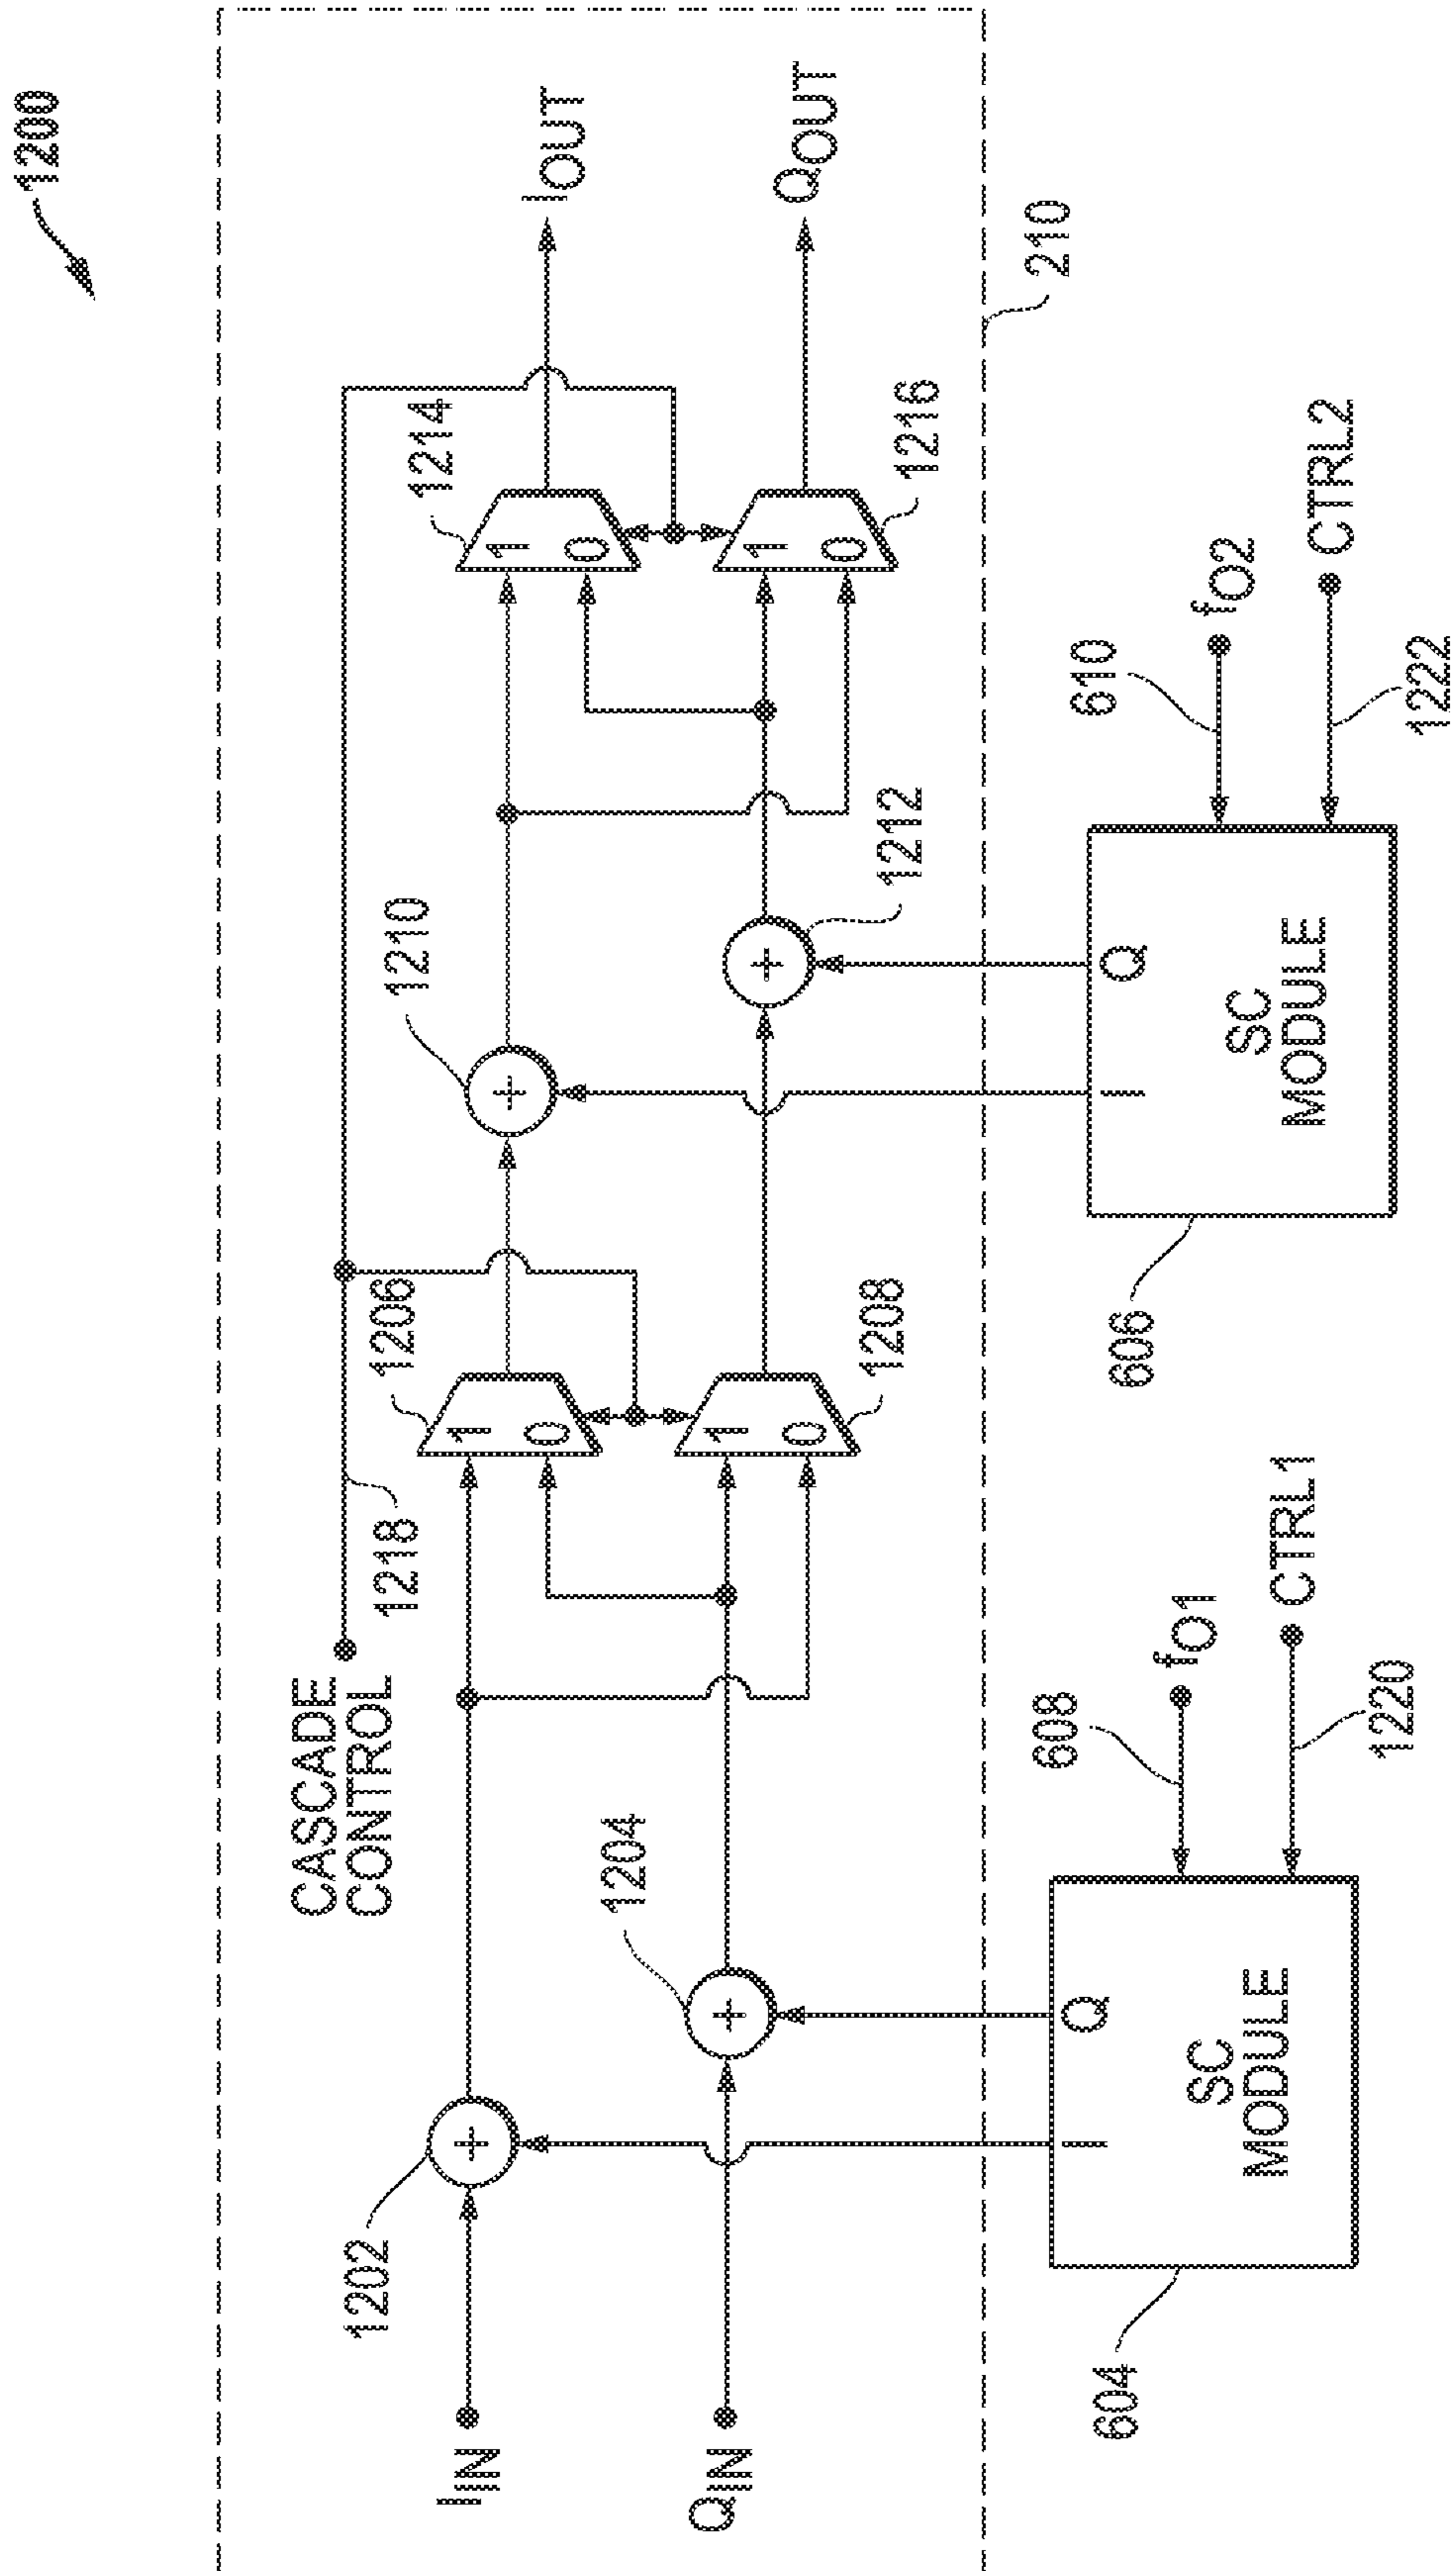 1200
CASCADE
CONTROL
1218
1202
1204
1206
1208
1210
1212
1214
1216
1
0
1
0
1
0
1
0
+
+
+
+
IIN
QIN
IOUT
QOUT
210
I
Q
SC
MODULE
604
608
fO1
CTRL1
1220
I
Q
SC
MODULE
606
610
fO2
CTRL2
1222